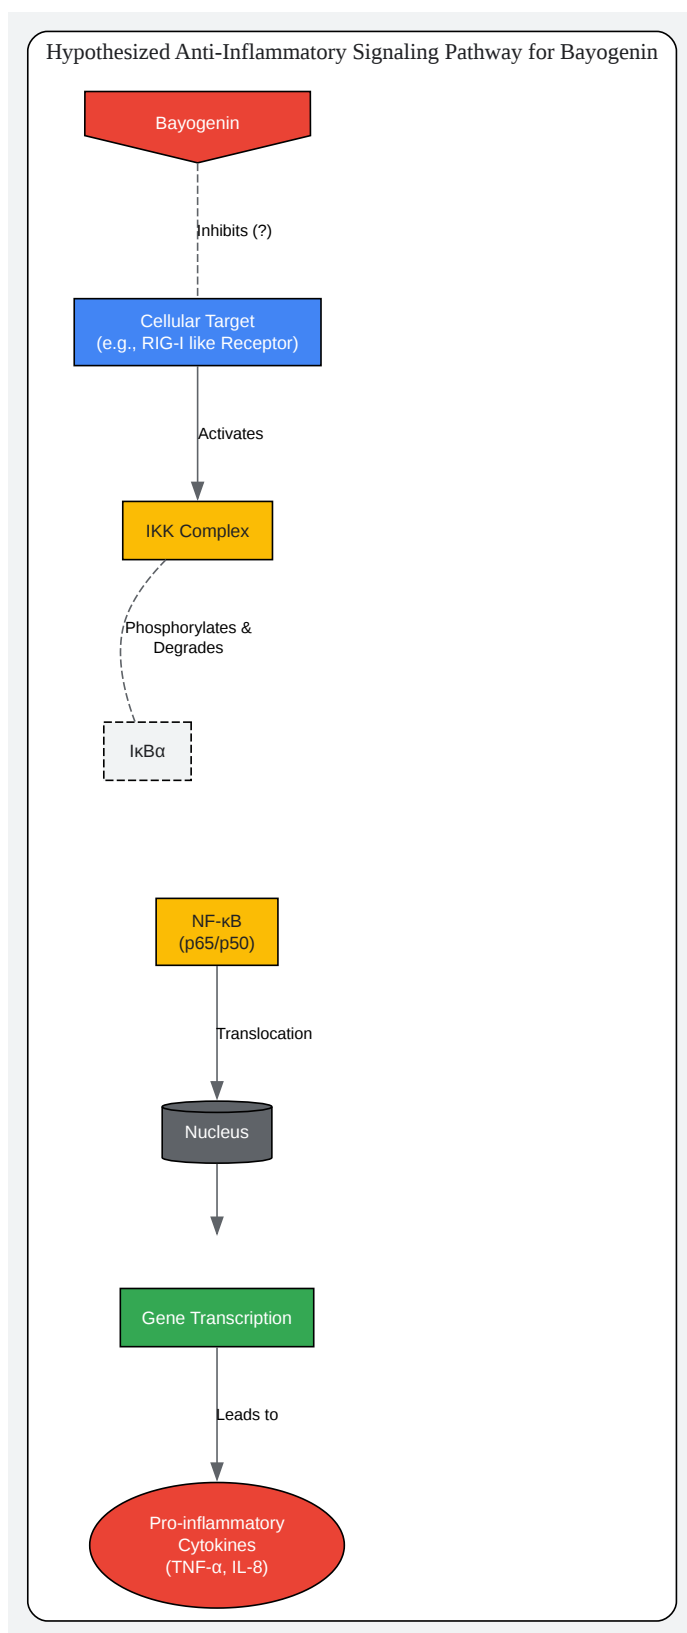 Hypothesized Anti-Inflammatory Signaling Pathway for Bayogenin
Bayogenin
Inhibits (?)
Cellular Target
(e.g., RIG-I like Receptor)
Activates
IKK Complex
Phosphorylates &
Degrades
IκBα
NF-κB
(p65/p50)
Translocation
Nucleus
Gene Transcription
Leads to
Pro-inflammatory
Cytokines
(TNF-α, IL-8)